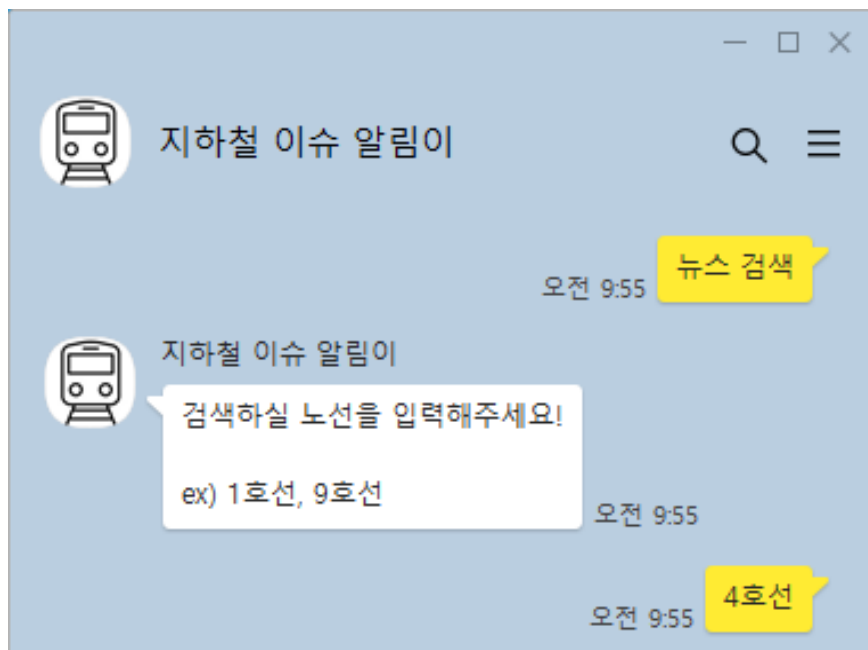 지하철 이슈 알림이
뉴스 검색
오전 9:55
지하철 이슈 알림이
검색하실 노선을 입력해주세요!
ex) 1호선, 9호선
오전 9:55
4호선
오전 9:55